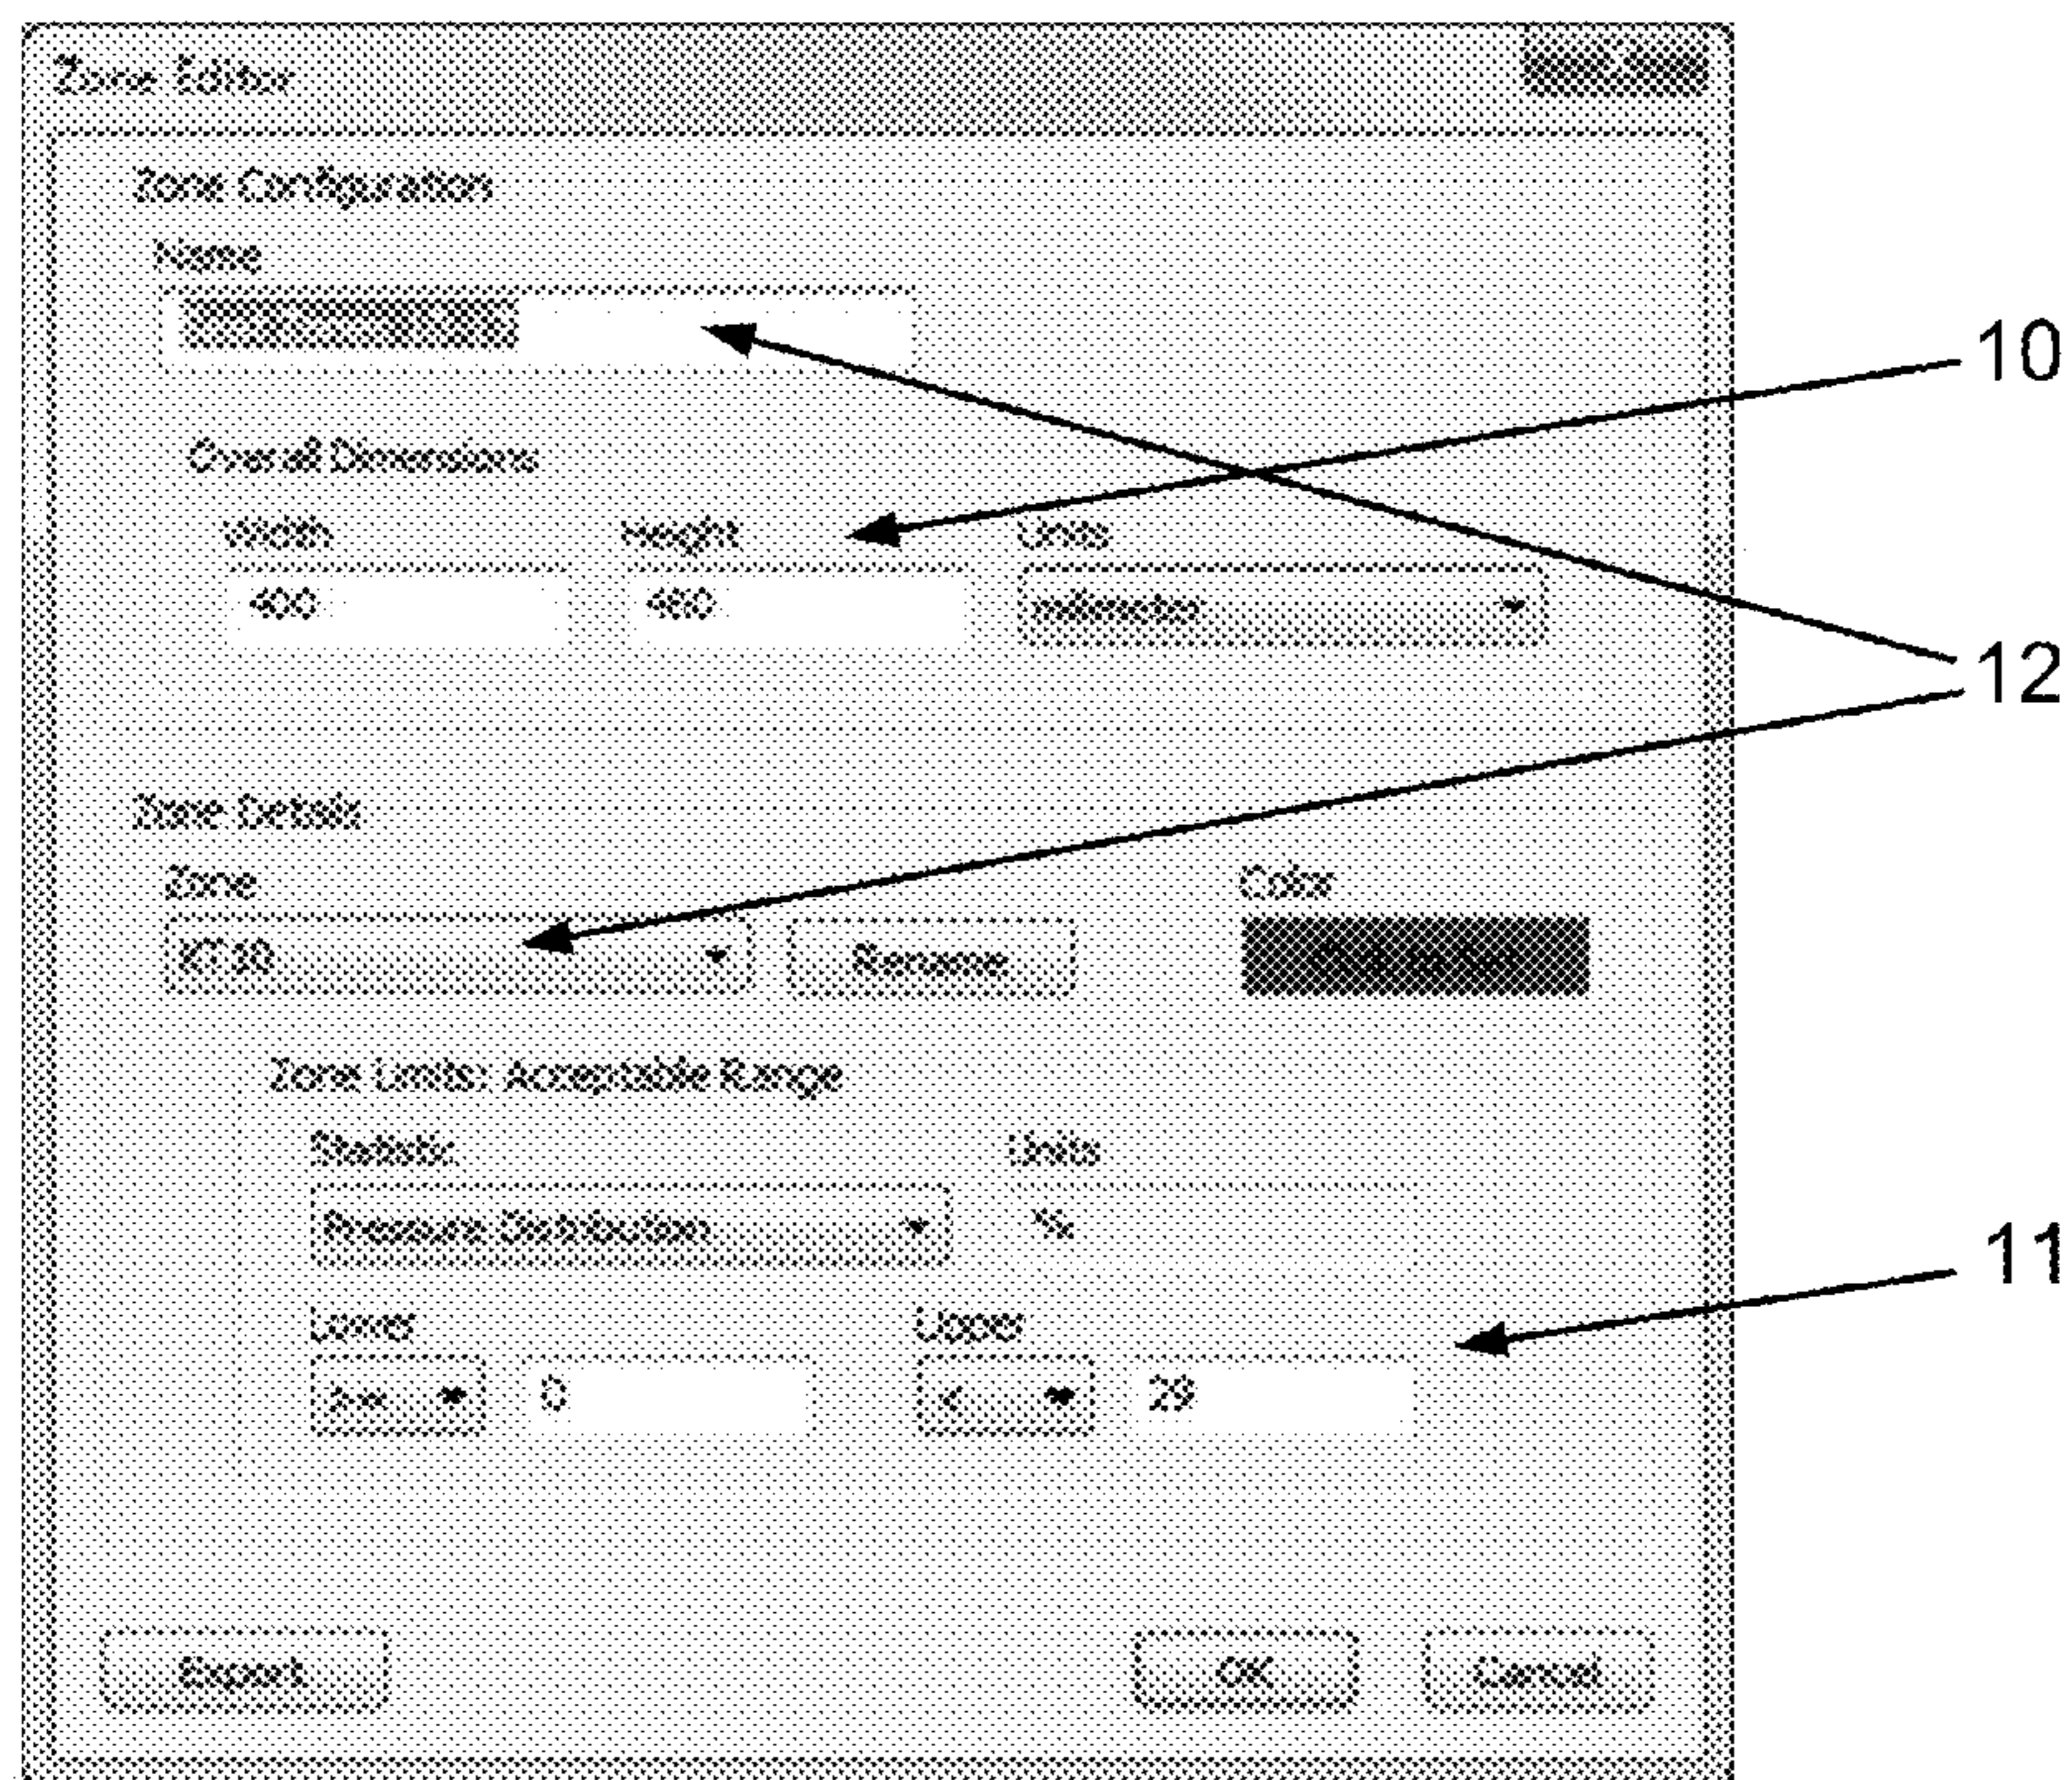 Zone Editor
Zone Configuration
Name
10
Overall Dimensions
Width Height Units
400 460 millimeter
12
Zone Details
Zone Color
Rename
Zone Limits: Acceptable Range
Statistic Units
Pressure Distribution %
11
Lower Upper
>= 0 < 29
Export OK Cancel